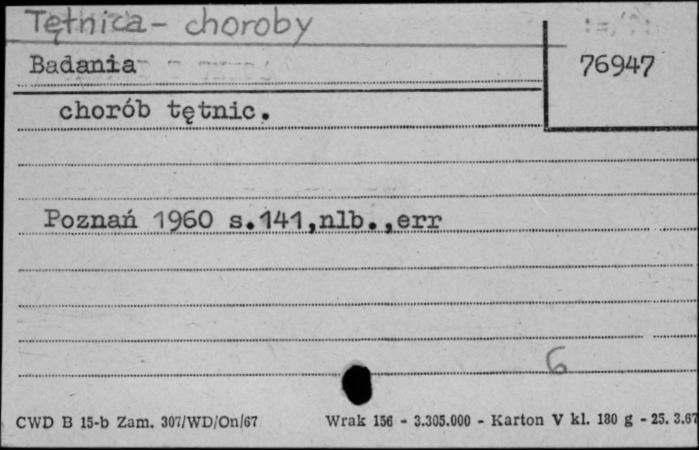 Tętnica - choroby
Badania
76947
chorób tętnic.
Poznań 1960 s.141,nlb.,err
6
CWD B 15-b Zam. 307/WD/On/67
Wrak 156 - 3.305.000 - Karton V kl. 180 g - 25. 3.67